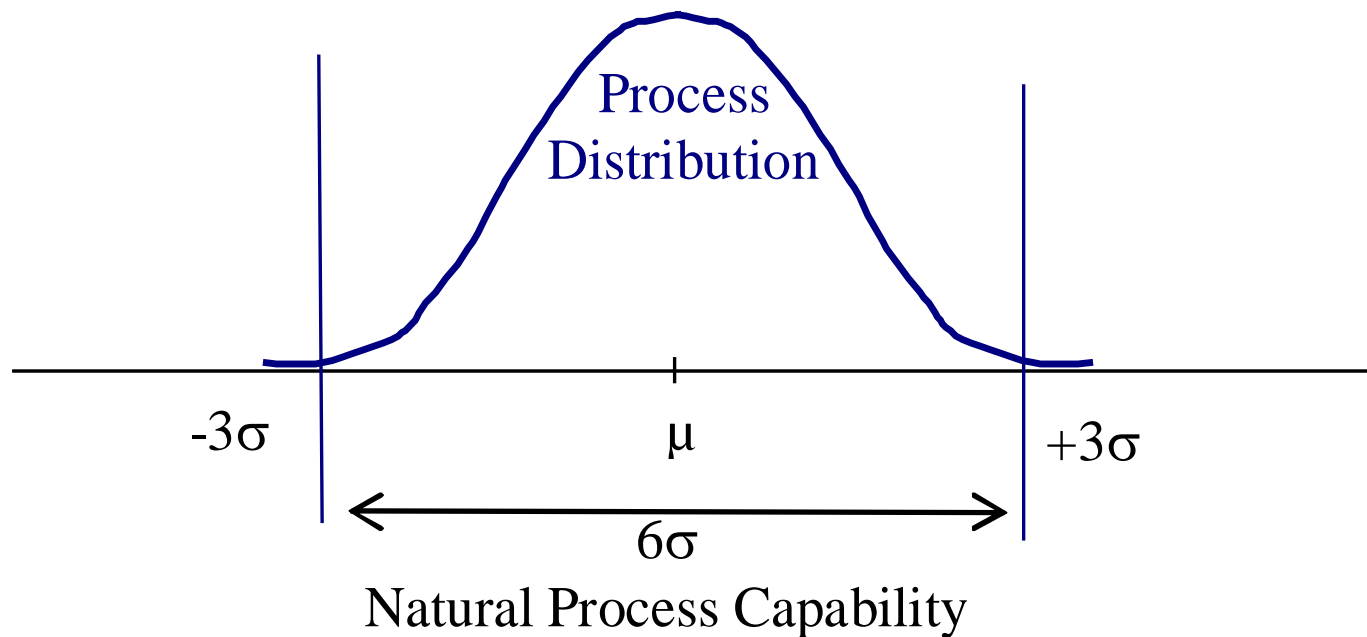 Process
Distribution
-3σ
μ
+3σ
6σ
Natural Process Capability